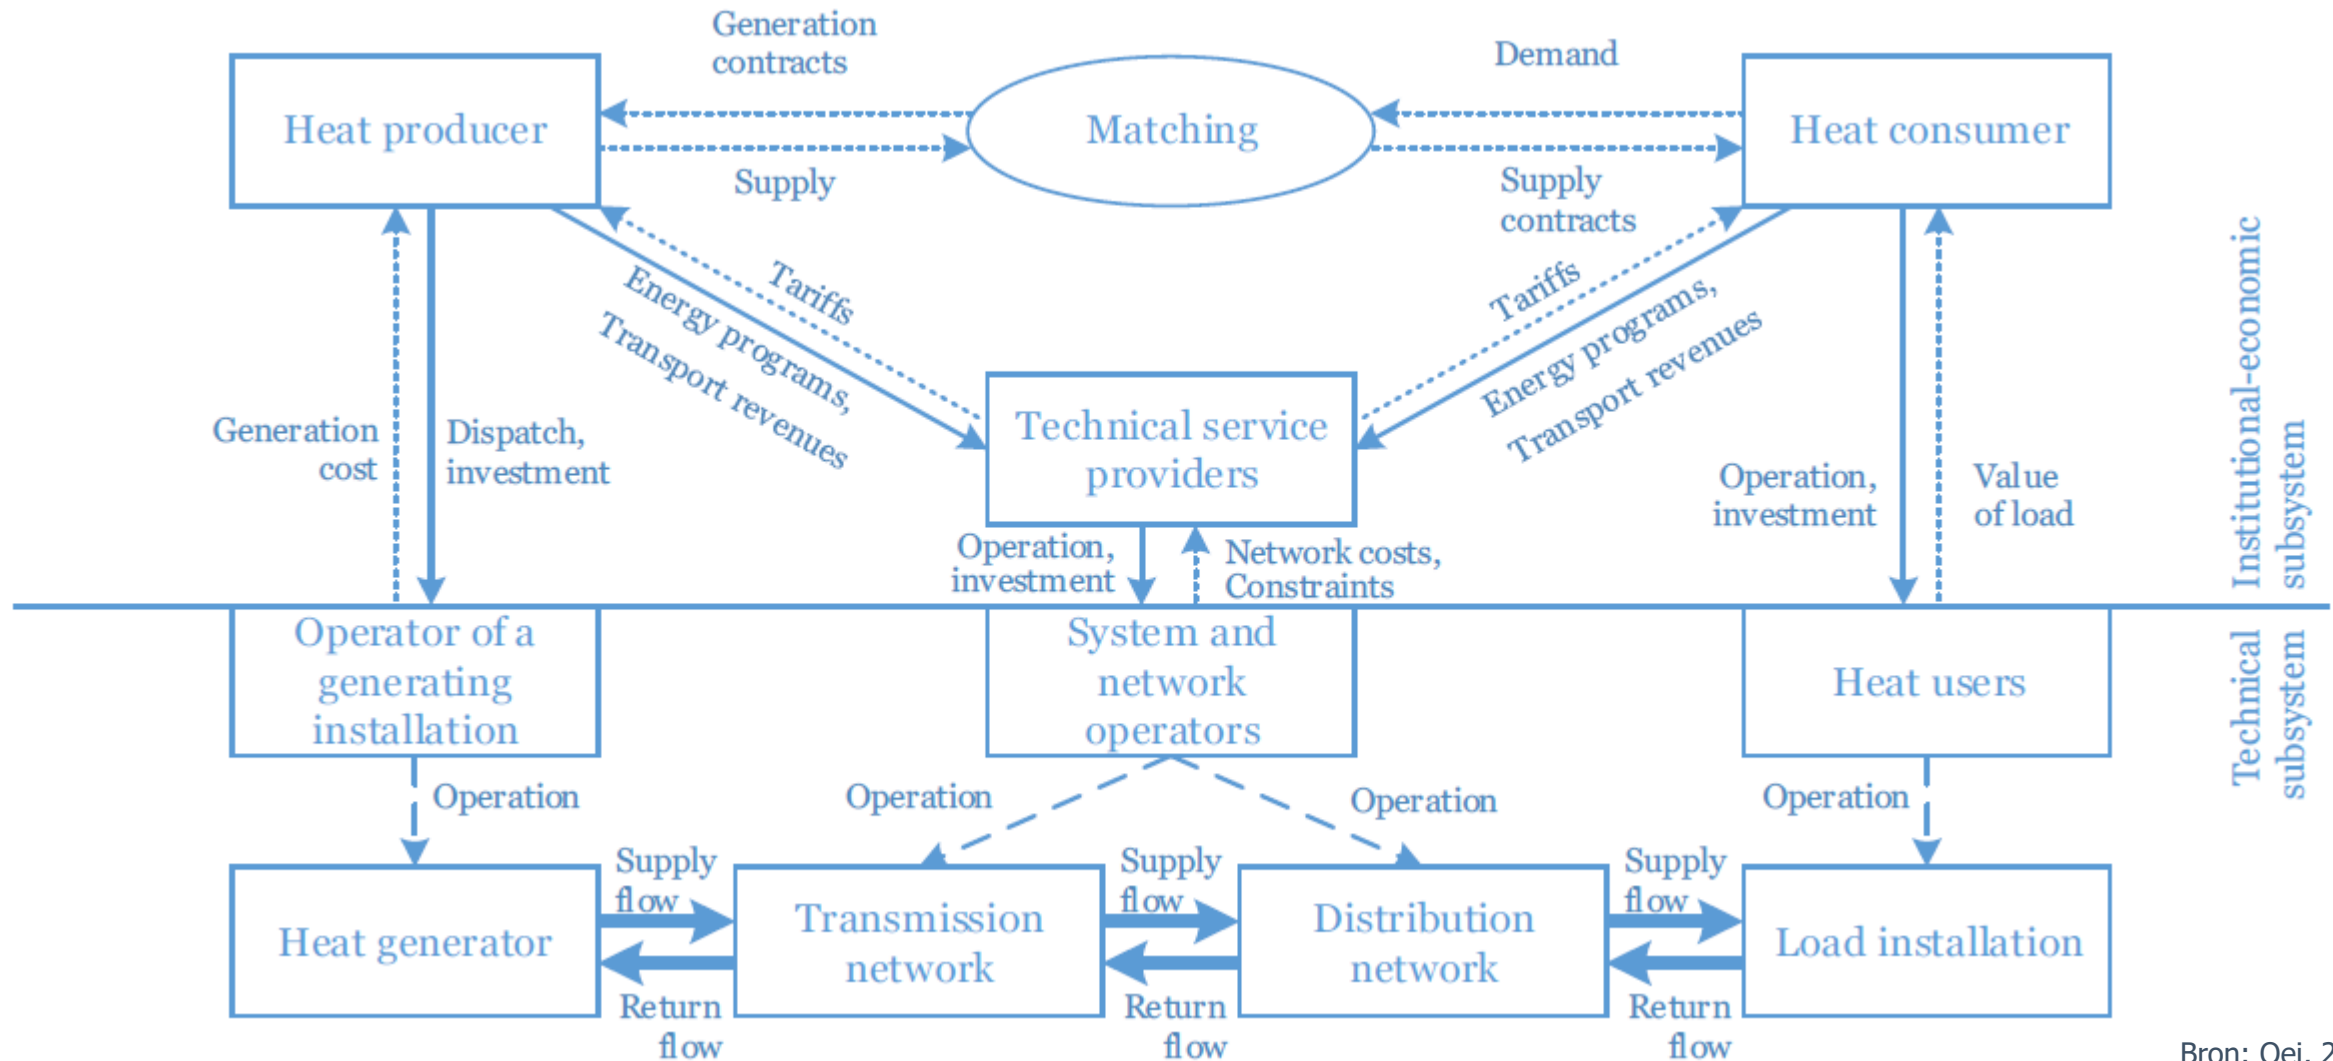 Generation
contracts
Demand
Heat producer
Matching
Heat consumer
Supply
Supply
contracts
Tariffs
Energy programs,
Transport revenues
Tariffs
Energy programs,
Transport revenues
Generation
cost
Dispatch,
investment
Technical service
providers
Operation,
investment
Value
of load
Institutional-economic
subsystem
Operation,
investment
Network costs,
Constraints
Operator of a
generating
installation
System and
network
operators
Heat users
Technical
subsystem
Operation
Operation
Operation
Operation
Supply
flow
Supply
flow
Supply
flow
Heat generator
Transmission
network
Distribution
network
Load installation
Return
flow
Return
flow
Return
flow
Bron: Oei, 2